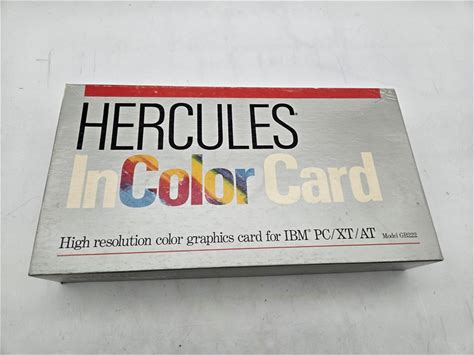 HERCULES
InColor Card
High resolution color graphics card for IBM® PC/XT/AT Model GB222